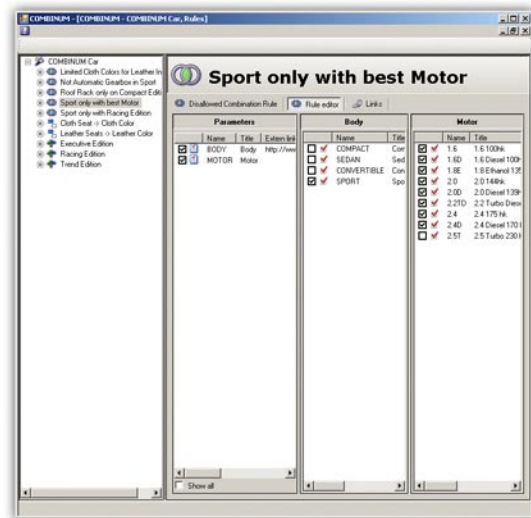 COMBINUM - [COMBINUM - COMBINUM Car, Rules]
COMBINUM Car
Limited Cloth Colors for Leather In
Not Automatic Gearbox in Sport
Roof Rack only on Compact Editi
Sport only with best Motor
Sport only with Racing Edition
Cloth Seat -> Cloth Color
Leather Seats -> Leather Color
Executive Edition
Racing Edition
Trend Edition
Sport only with best Motor
Disallowed Combination Rule Rule editor Links
Parameters
Name Title Extern link
BODY Body http://ww
MOTOR Motor
Show all
Body
Name Title
COMPACT Com
SEDAN Sed
CONVERTIBLE Con
SPORT Spo
Motor
Name Title
1.6 1.6 100hk
1.6D 1.6 Diesel 100h
1.8E 1.8 Ethanol 125
2.0 2.0 144hk
2.0D 2.0 Diesel 139h
2.2TD 2.2 Turbo Diese
2.4 2.4 175 hk
2.4D 2.4 Diesel 170 h
2.5T 2.5 Turbo 230 h